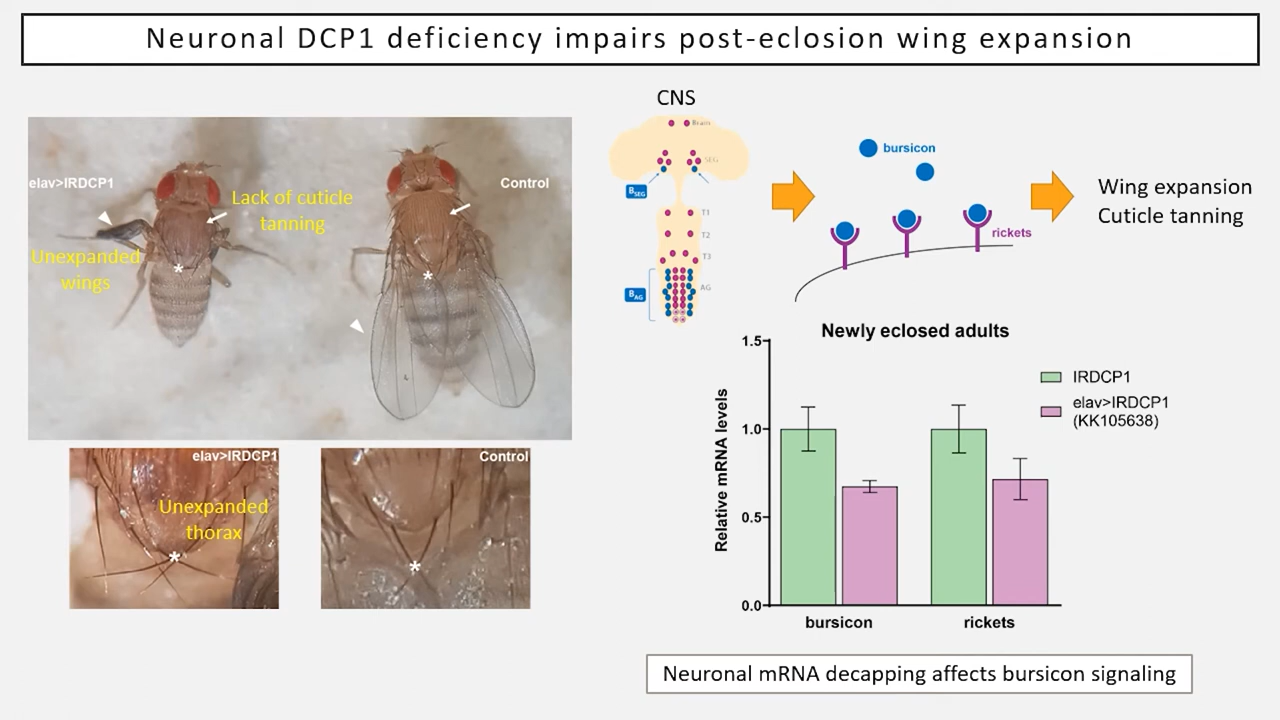 Neuronal DCP1 deficiency impairs post-eclosion wing expansion
elav>IRDCP1
Lack of cuticle
tanning
Unexpanded
wings
Control
elav>IRDCP1
Unexpanded
thorax
*
Control
*
CNS
Brain
SEG
BSEG
T1
T2
T3
AG
BAG
bursicon
rickets
Wing expansion
Cuticle tanning
Newly eclosed adults
Relative mRNA levels
1.5
1.0
0.5
0.0
bursicon
rickets
IRDCP1
elav>IRDCP1
(KK105638)
Neuronal mRNA decapping affects bursicon signaling